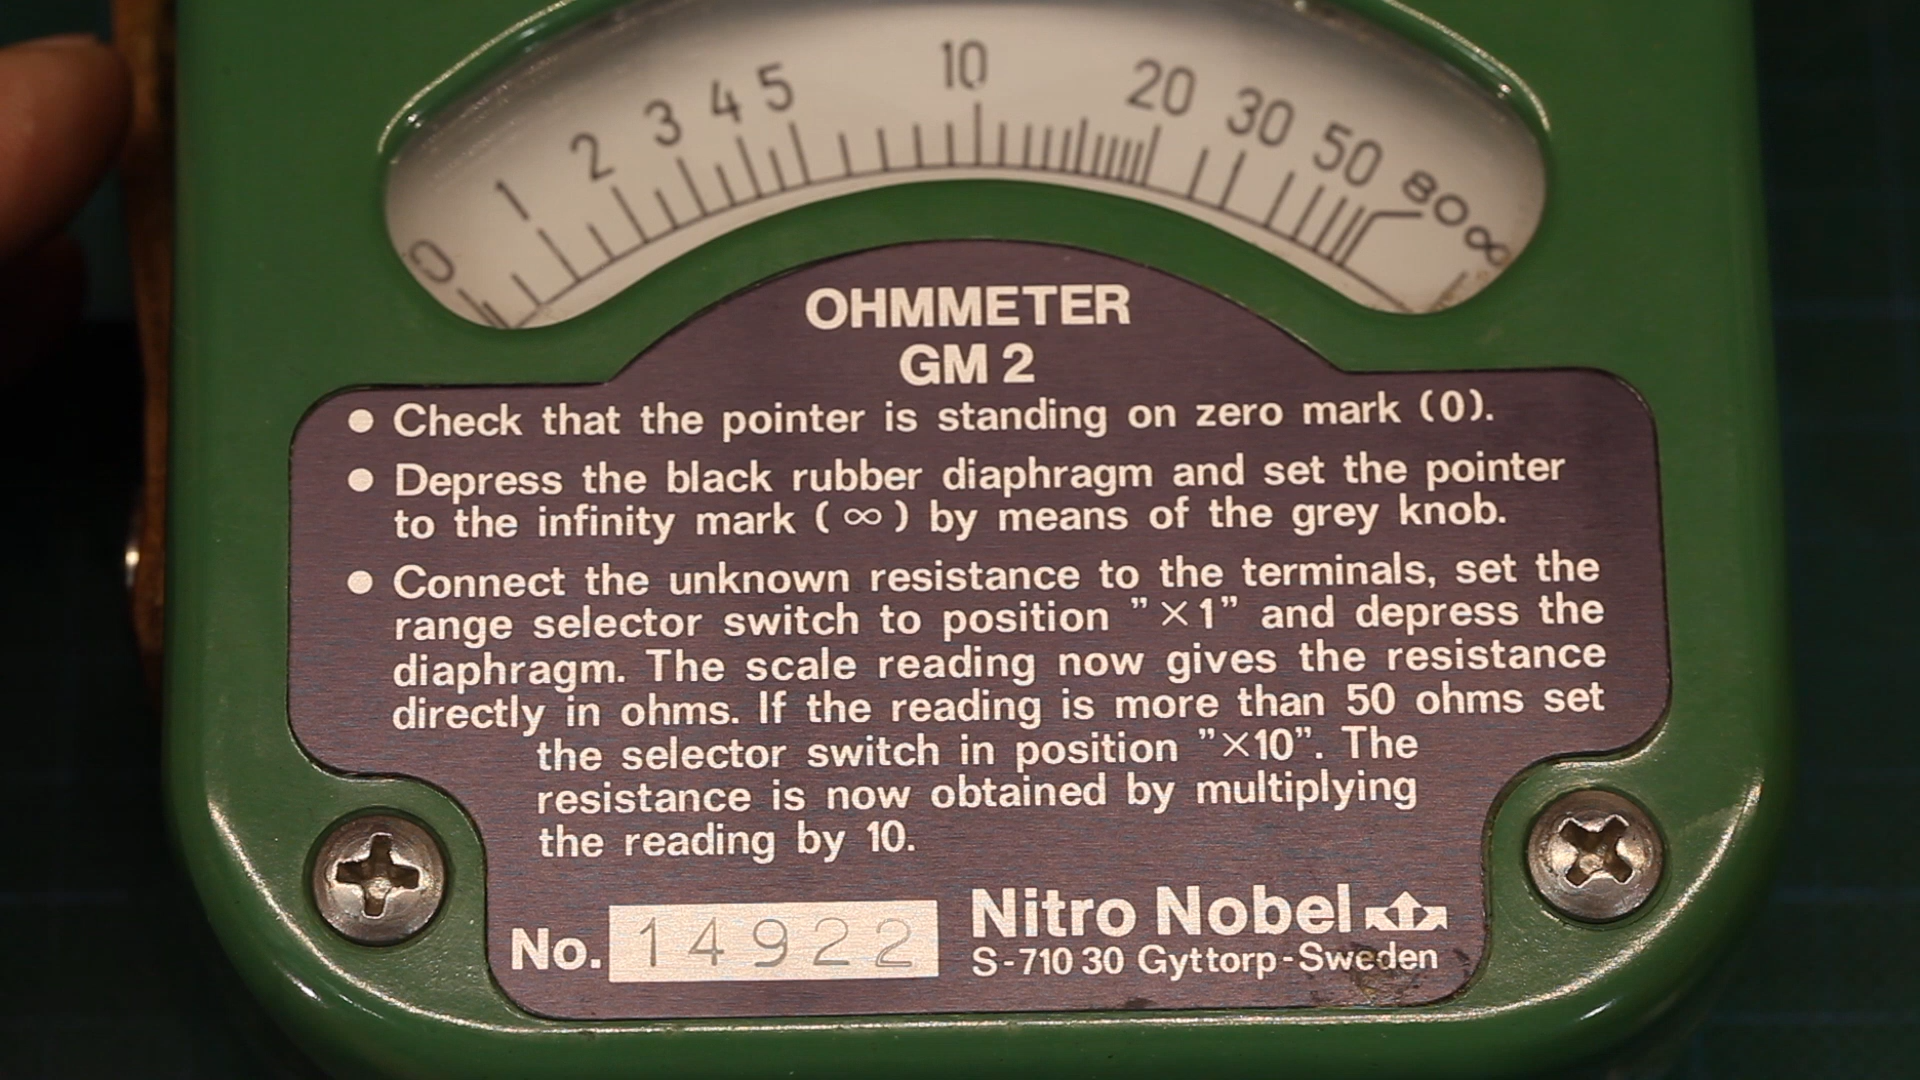 0 1 2 3 4 5 10 20 30 50 80 ∞
OHMMETER
GM 2
• Check that the pointer is standing on zero mark (0).
• Depress the black rubber diaphragm and set the pointer
to the infinity mark ( ∞ ) by means of the grey knob.
• Connect the unknown resistance to the terminals, set the
range selector switch to position ”×1” and depress the
diaphragm. The scale reading now gives the resistance
directly in ohms. If the reading is more than 50 ohms set
the selector switch in position ”×10”. The
resistance is now obtained by multiplying
the reading by 10.
No. 14922
Nitro Nobel
S-710 30 Gyttorp-Sweden